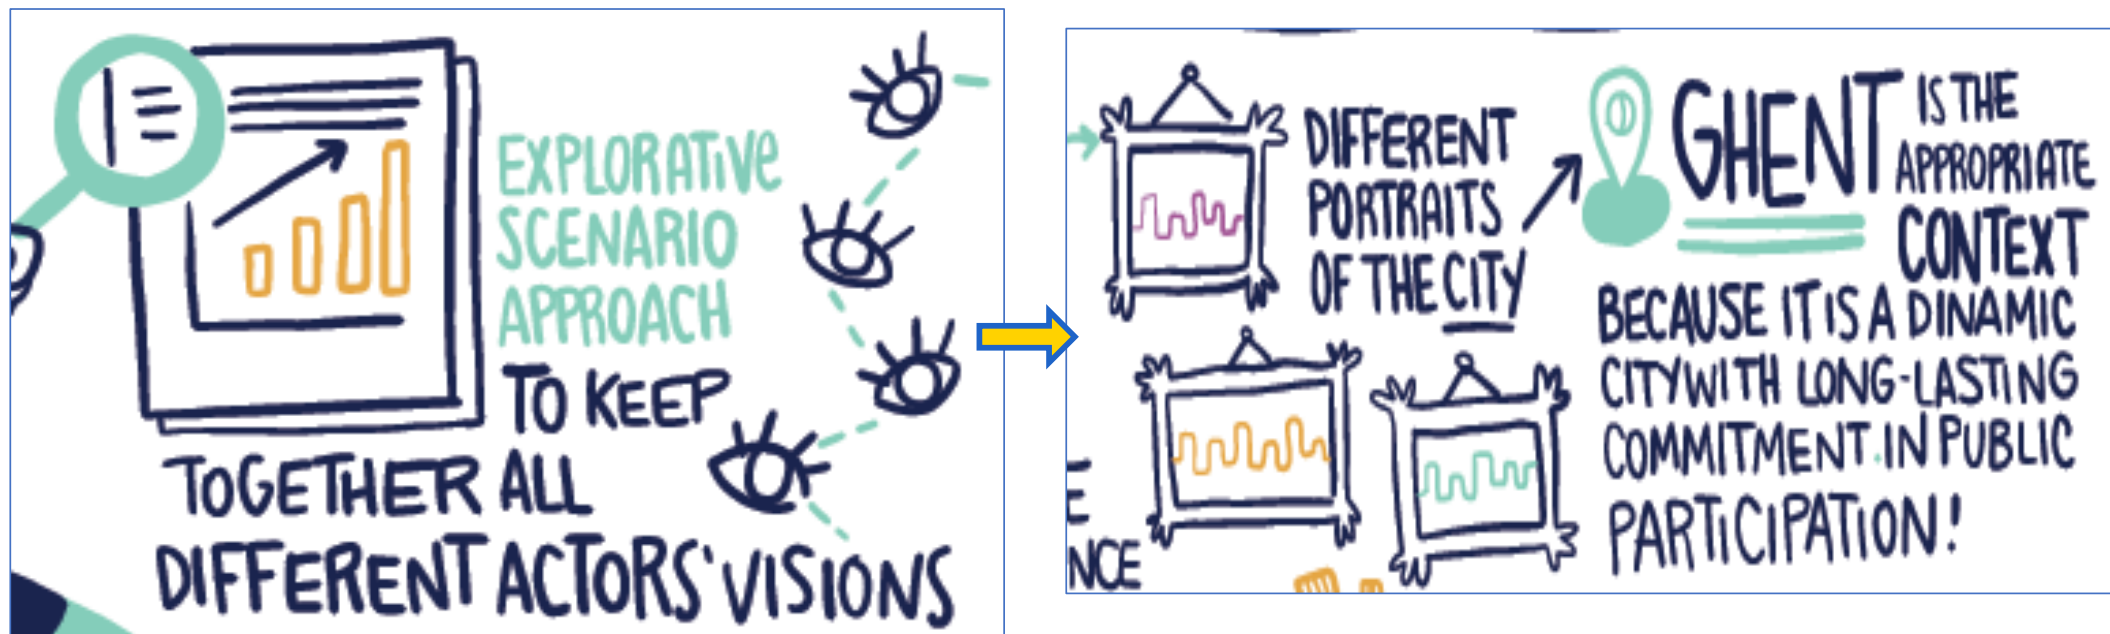 EXPLORATIVE
SCENARIO
APPROACH
TO KEEP
TOGETHER ALL
DIFFERENT ACTORS' VISIONS
DIFFERENT
PORTRAITS
OF THE CITY
GHENT IS THE
APPROPRIATE
CONTEXT
BECAUSE IT IS A DINAMIC
CITY WITH LONG-LASTING
COMMITMENT IN PUBLIC
PARTICIPATION!
E
E
NCE